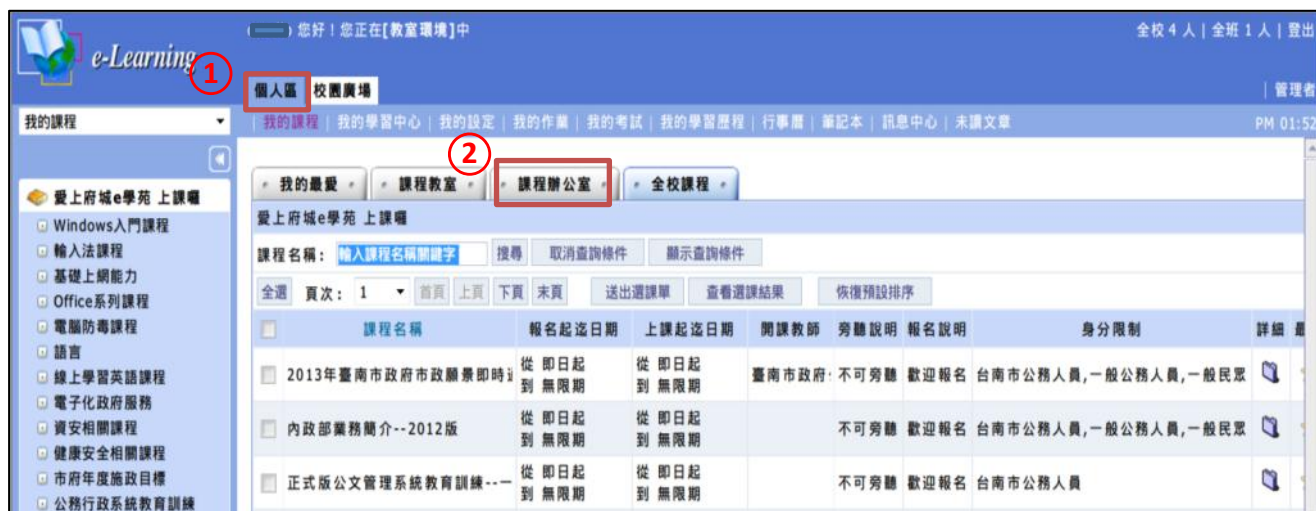 e-Learning
您好！您正在[教室環境]中
全校 4 人 | 全班 1 人 | 登出
①
個人區 校園廣場
| 管理者
我的課程
| 我的課程 | 我的學習中心 | 我的設定 | 我的作業 | 我的考試 | 我的學習歷程 | 行事曆 | 筆記本 | 訊息中心 | 未讀文章
PM 01:52
②
我的最愛 課程教室 課程辦公室 全校課程
愛上府城e學苑 上課囉
Windows入門課程
輸入法課程
基礎上網能力
Office系列課程
電腦防毒課程
語言
線上學習英語課程
電子化政府服務
資安相關課程
健康安全相關課程
市府年度施政目標
公務行政系統教育訓練
愛上府城e學苑 上課囉
課程名稱： 輸入課程名稱關鍵字 搜尋 取消查詢條件 顯示查詢條件
全選 頁次： 1 首頁 上頁 下頁 末頁 送出選課單 查看選課結果 恢復預設排序
課程名稱 報名起迄日期 上課起迄日期 開課教師 旁聽說明 報名說明 身分限制 詳細
2013年臺南市政府市政願景即時 從 即日起 到 無限期 從 即日起 到 無限期 臺南市政府 不可旁聽 歡迎報名 台南市公務人員,一般公務人員,一般民眾
內政部業務簡介--2012版 從 即日起 到 無限期 從 即日起 到 無限期 不可旁聽 歡迎報名 台南市公務人員,一般公務人員,一般民眾
正式版公文管理系統教育訓練--一 從 即日起 到 無限期 從 即日起 到 無限期 不可旁聽 歡迎報名 台南市公務人員